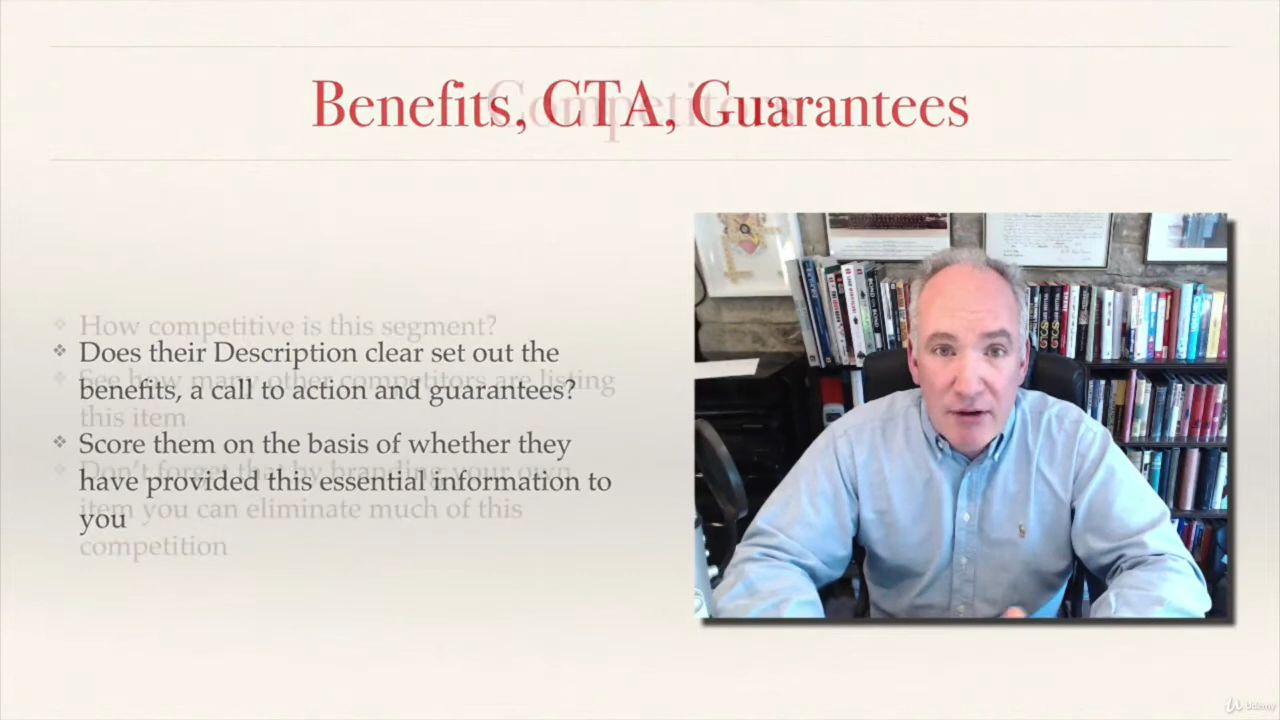 Benefits, CTA, Guarantees
Competitors
How competitive is this segment?
Does their Description clear set out the
benefits, a call to action and guarantees?
See how many other competitors are listing
this item
Score them on the basis of whether they
have provided this essential information to
you
Don't forget that by branding your own
item you can eliminate much of this
competition
Udemy